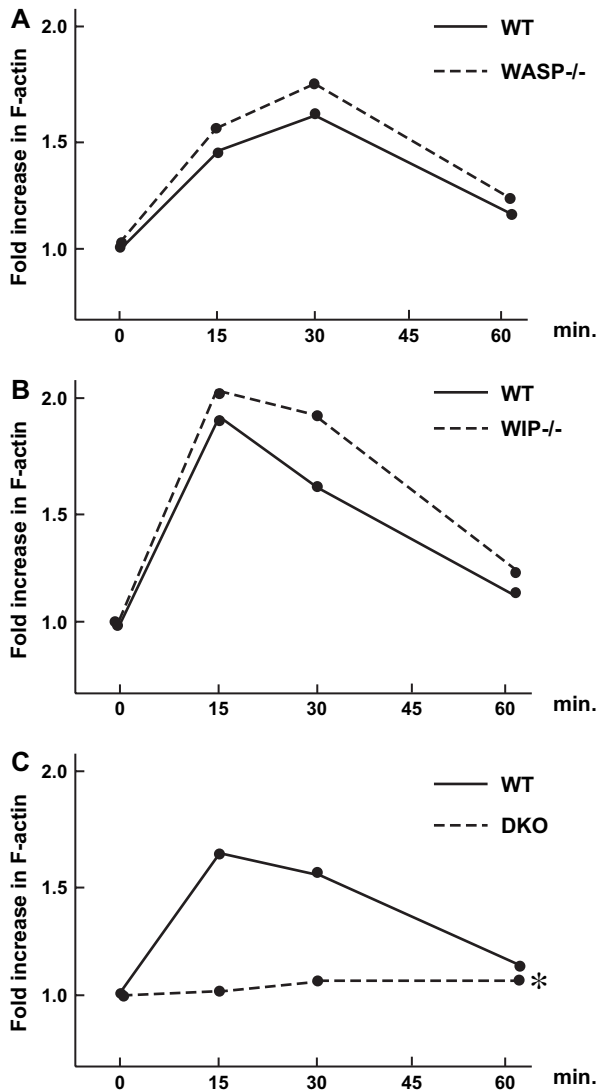 A
Fold increase in F-actin
2.0
1.5
1.0
WT
WASP-/-
0 15 30 45 60 min.
B
Fold increase in F-actin
2.0
1.5
1.0
WT
WIP-/-
0 15 30 45 60 min.
C
Fold increase in F-actin
2.0
1.5
1.0
WT
DKO
*
0 15 30 45 60 min.